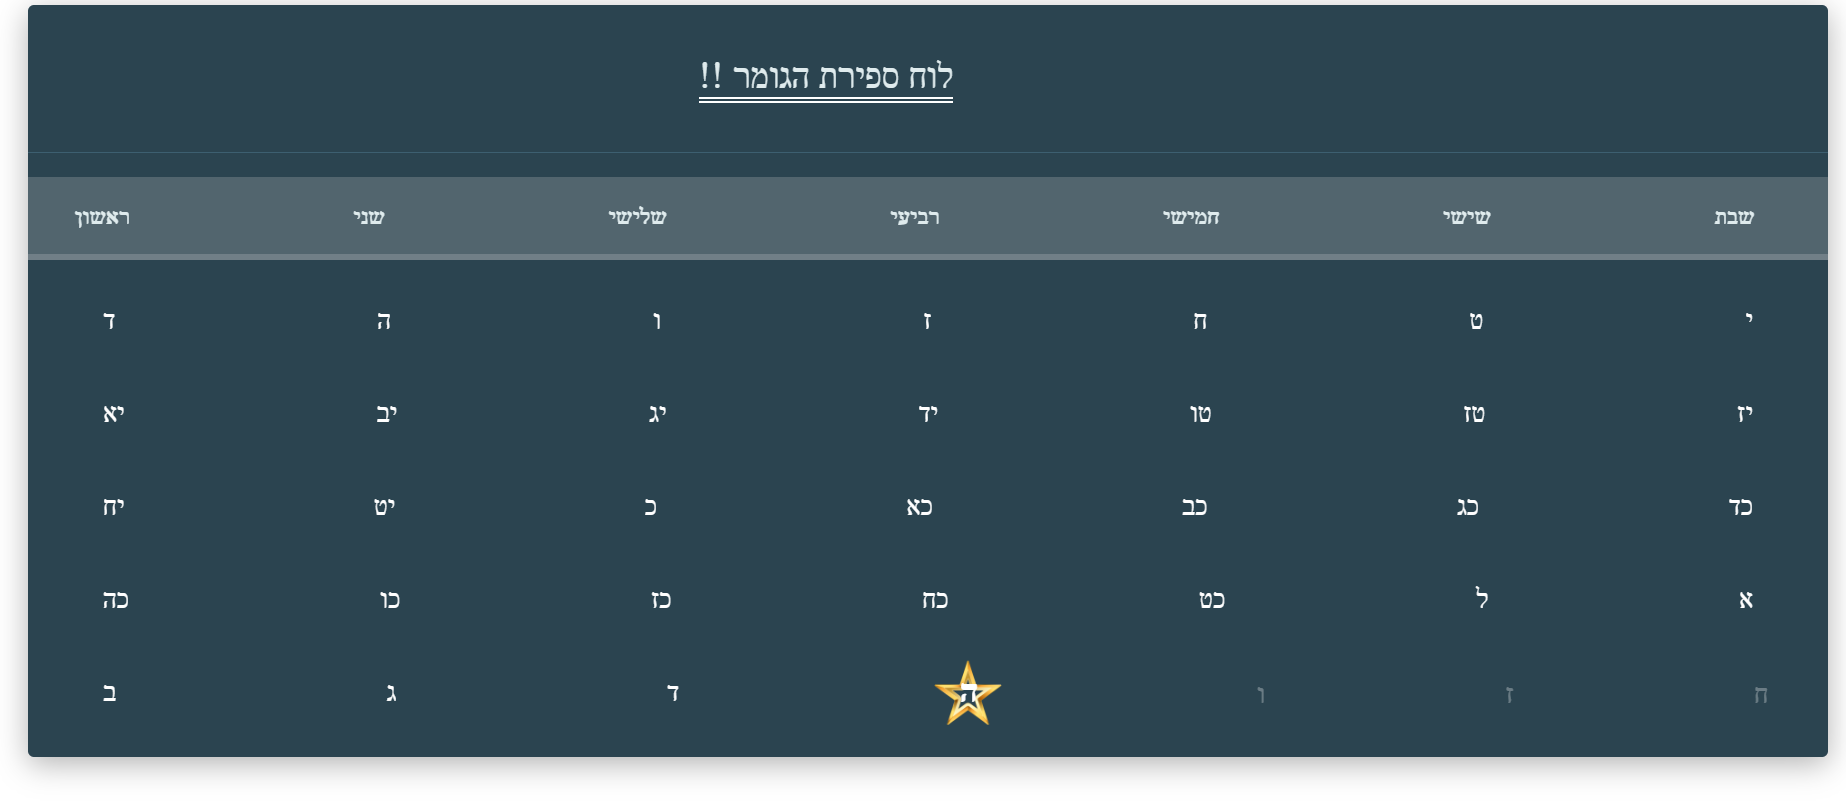 לוח ספירת הגומר !!
ראשון שני שלישי רביעי חמישי שישי שבת
ד ה ו ז ח ט י
יא יב יג יד טו טז יז
יח יט כ כא כב כג כד
כה כו כז כח כט ל א
ב ג ד ה ו ז ח